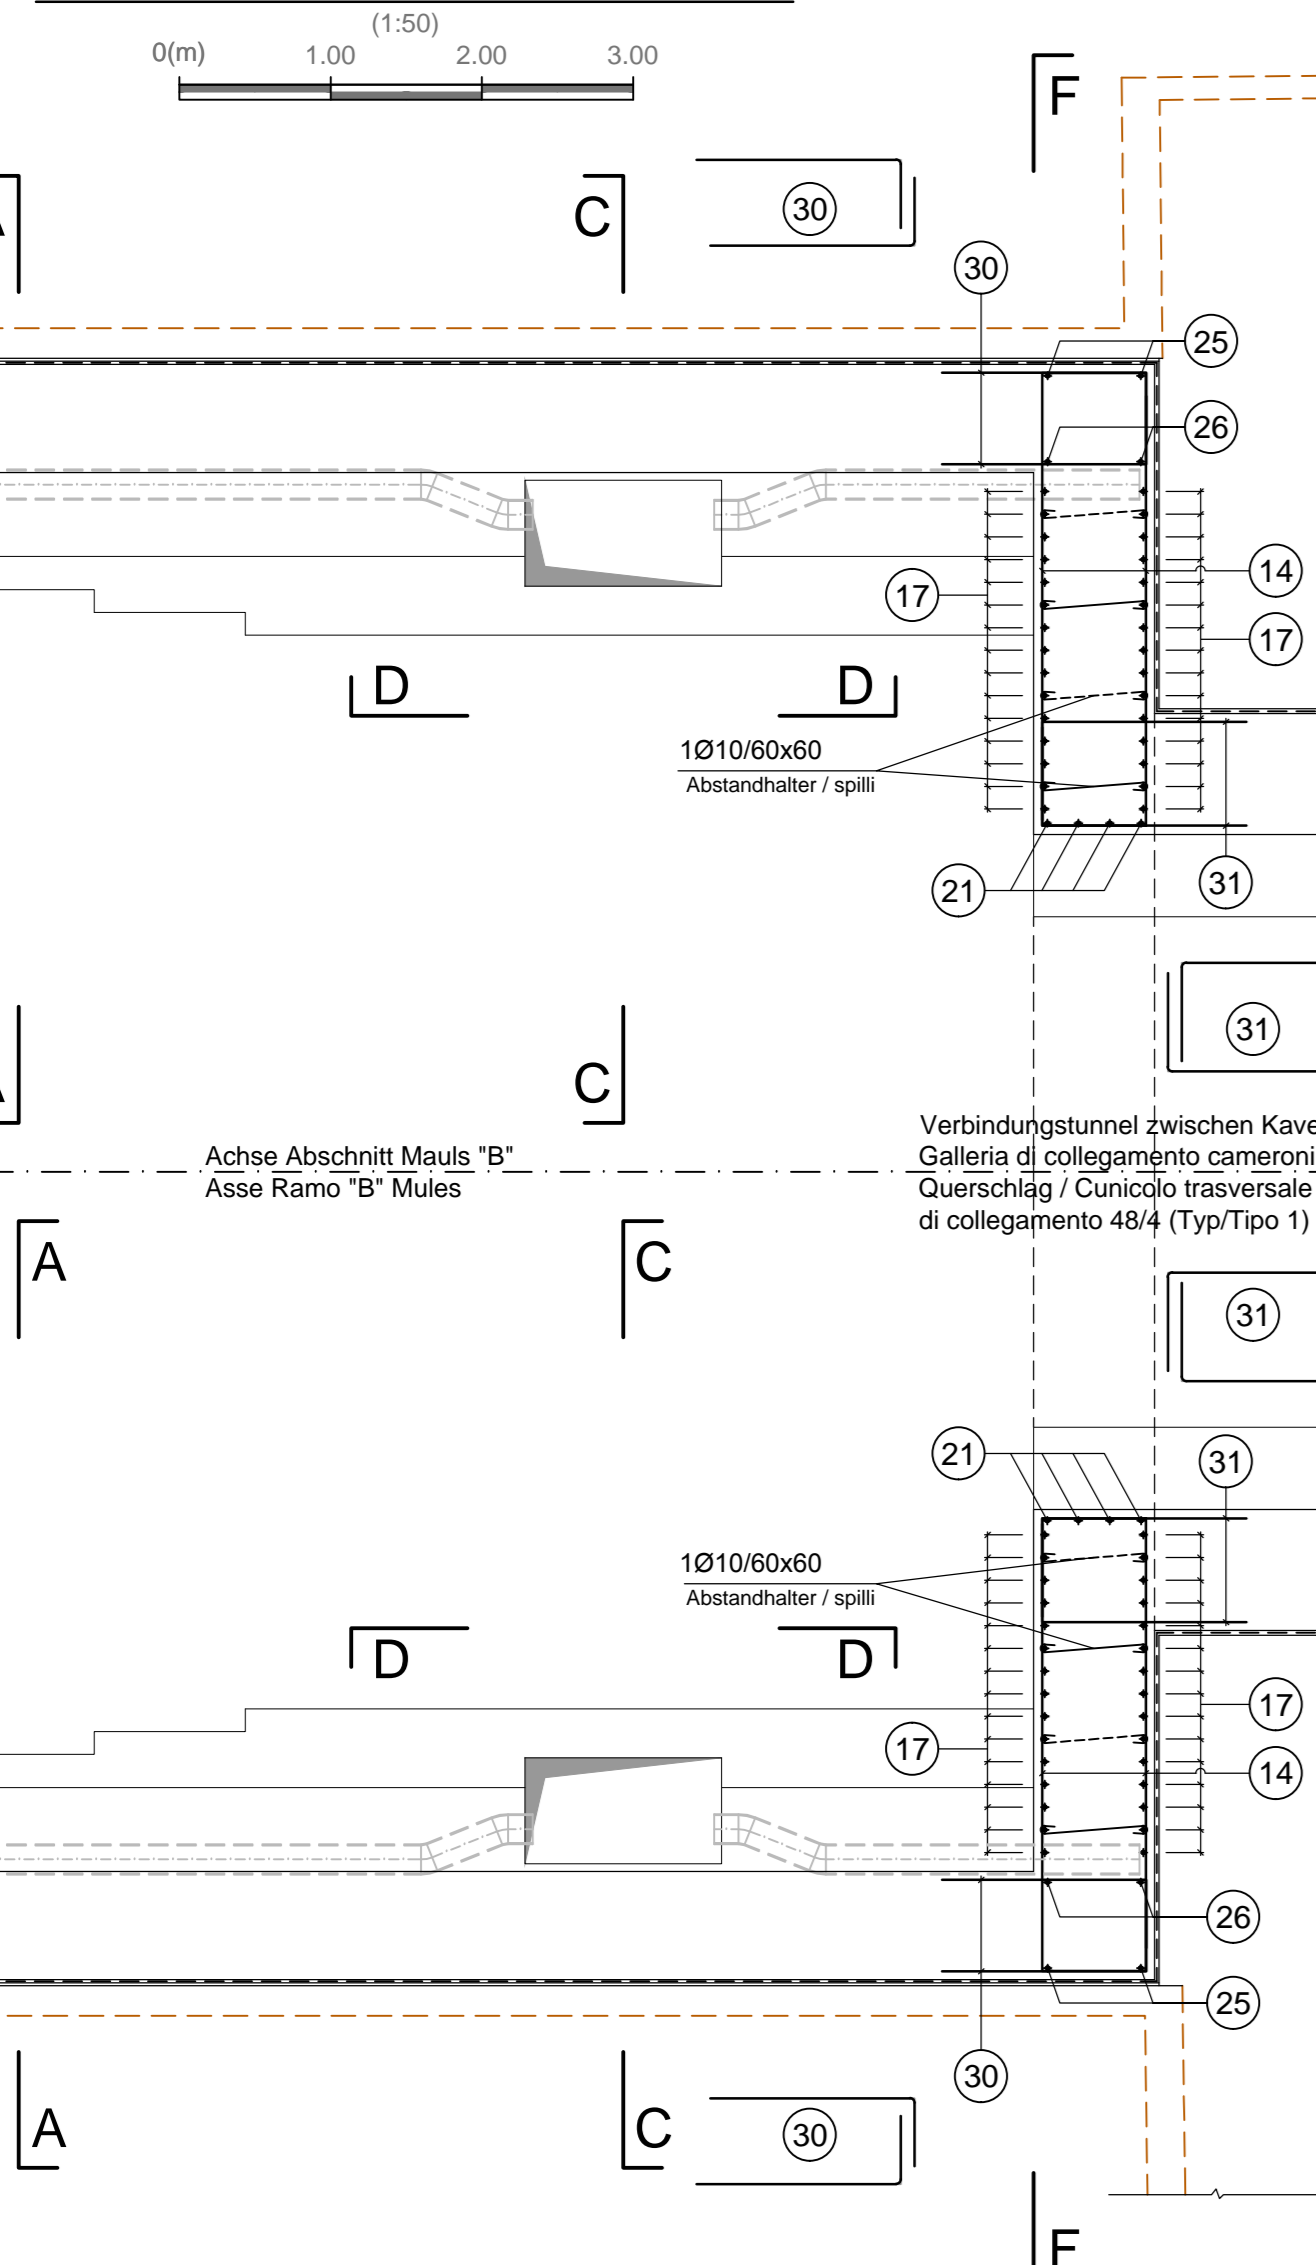 (1:50)
0(m) 1.00 2.00 3.00
F
C
30
30
25
26
14
17
17
D D
1Ø10/60x60
Abstandhalter / spilli
21
31
31
C
Verbindungstunnel zwischen
Achse Abschnitt Mauls "B"
Galleria di collegamento cameroni
Asse Ramo "B" Mules
Querschlag / Cunicolo trasversale
di collegamento 48/4 (Typ/Tipo 1)
A
C
31
21
31
1Ø10/60x60
Abstandhalter / spilli
D D
17
17
14
26
25
30
A
C
30